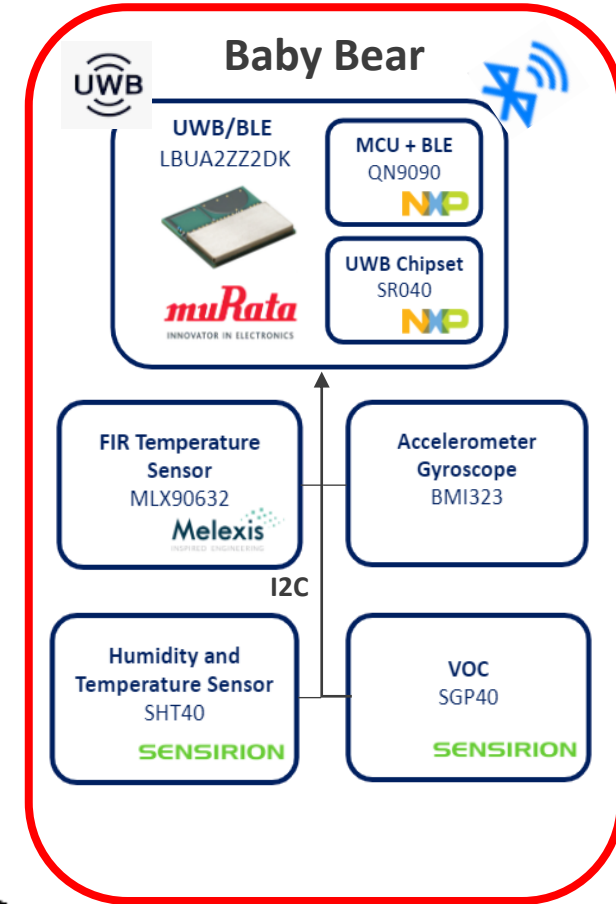 UWB
Baby Bear
UWB/BLE
LBUA2ZZ2DK
muRata
INNOVATOR IN ELECTRONICS
MCU + BLE
QN9090
NXP
UWB Chipset
SR040
NXP
FIR Temperature
Sensor
MLX90632
Melexis
INSPIRED ENGINEERING
Accelerometer
Gyroscope
BMI323
I2C
Humidity and
Temperature Sensor
SHT40
SENSIRION
VOC
SGP40
SENSIRION